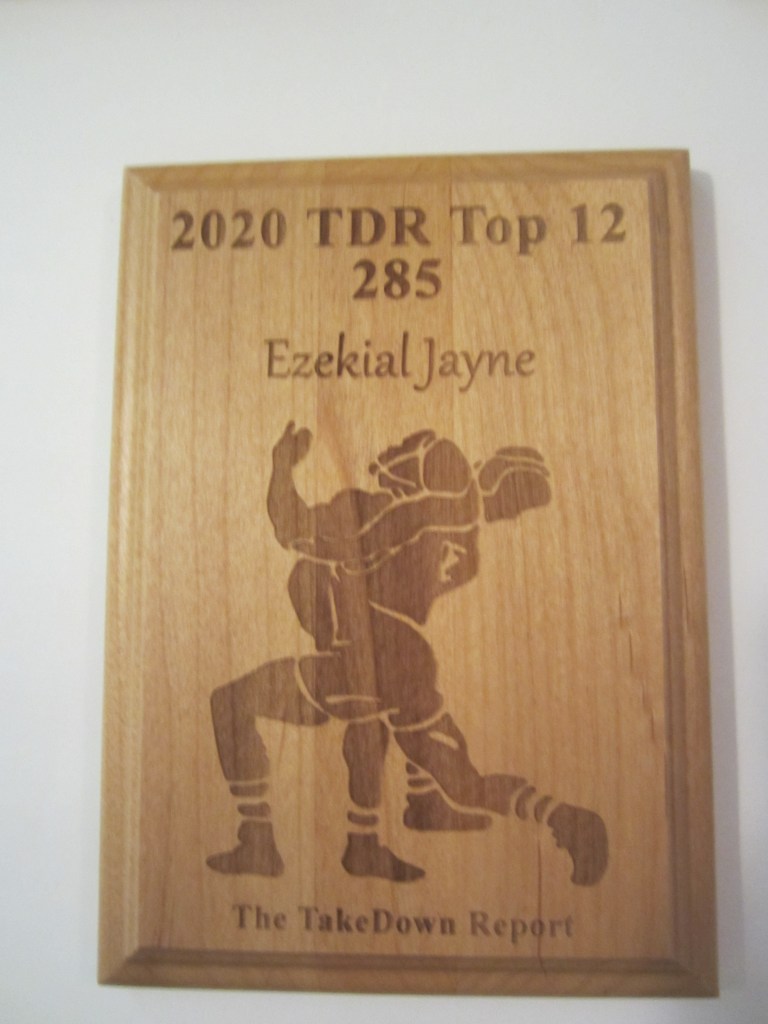 2020 TDR Top 12
285
Ezekial Jayne
The TakeDown Report